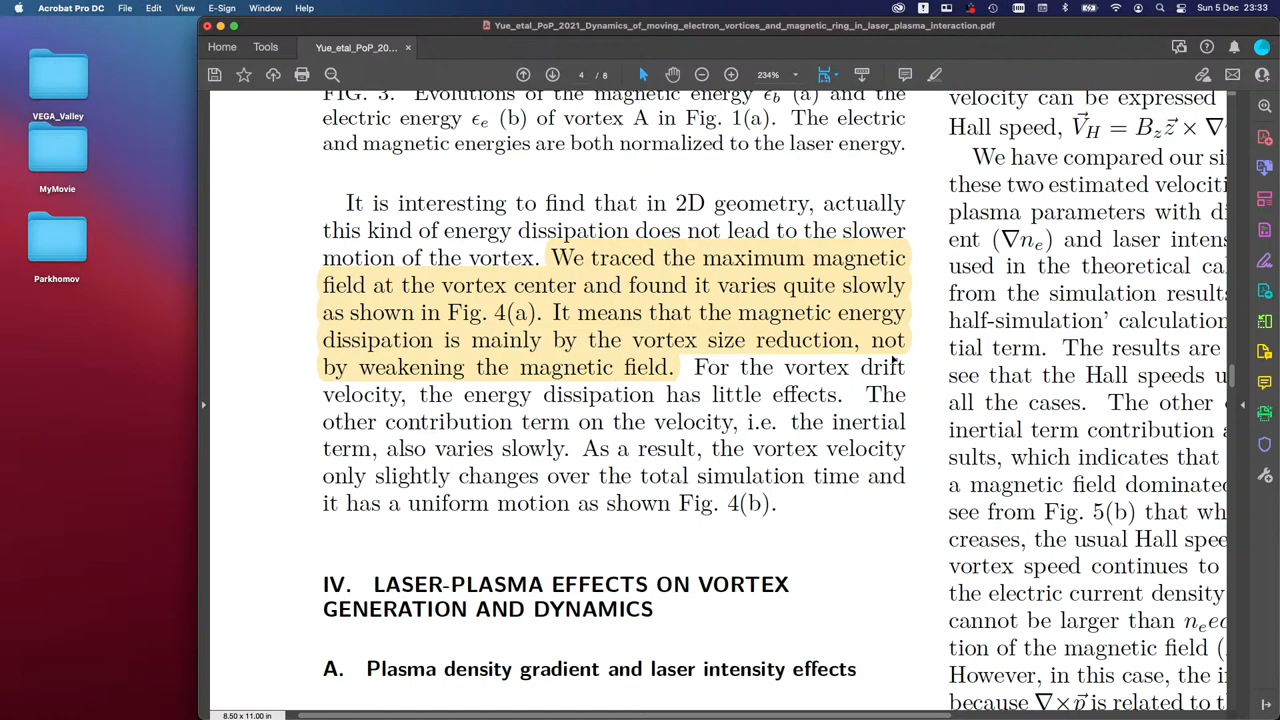 Acrobat Pro DC File Edit View E-Sign Window Help
Sun 5 Dec 23:33
Yue_etal_PoP_2021_Dynamics_of_moving_electron_vortices_and_magnetic_ring_in_laser_plasma_interaction.pdf
Home Tools Yue_etal_PoP_20... ×
4 / 8
234%
VEGA_Valley
MyMovie
Parkhomov
FIG. 3. Evolutions of the magnetic energy ϵb (a) and the
electric energy ϵe (b) of vortex A in Fig. 1(a). The electric
and magnetic energies are both normalized to the laser energy.
It is interesting to find that in 2D geometry, actually
this kind of energy dissipation does not lead to the slower
motion of the vortex. We traced the maximum magnetic
field at the vortex center and found it varies quite slowly
as shown in Fig. 4(a). It means that the magnetic energy
dissipation is mainly by the vortex size reduction, not
by weakening the magnetic field. For the vortex drift
velocity, the energy dissipation has little effects. The
other contribution term on the velocity, i.e. the inertial
term, also varies slowly. As a result, the vortex velocity
only slightly changes over the total simulation time and
it has a uniform motion as shown Fig. 4(b).
IV. LASER-PLASMA EFFECTS ON VORTEX
GENERATION AND DYNAMICS
A. Plasma density gradient and laser intensity effects
velocity can be expressed
Hall speed, V⃗H = Bz z⃗ × ∇
We have compared our si
these two estimated velociti
plasma parameters with di
ent (∇ne) and laser intens
used in the theoretical cal
from the simulation results
half-simulation' calculation
tial term. The results are
see that the Hall speeds u
all the cases. The other c
inertial term contribution a
sults, which indicates that
a magnetic field dominated
see from Fig. 5(b) that wh
creases, the usual Hall spee
vortex speed continues to
the electric current density
cannot be larger than neec
tion of the magnetic field (
However, in this case, the i
because ∇×p⃗ is related to t
8.50 x 11.00 in